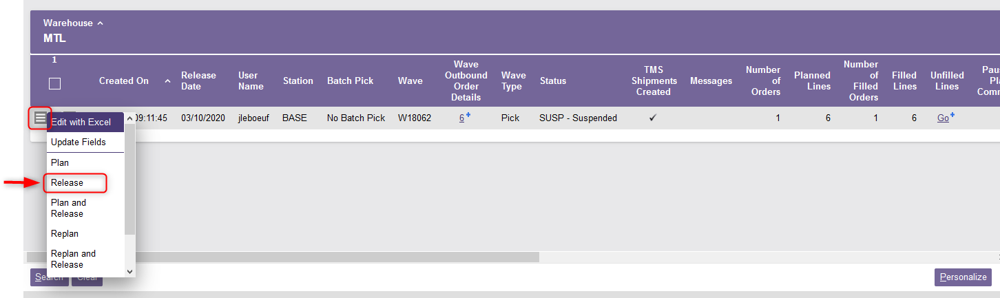 Warehouse
MTL
1
Created On
Release
Date
User
Name
Station
Batch Pick
Wave
Wave
Outbound
Order
Details
Wave
Type
Status
TMS
Shipments
Created
Messages
Number
of
Orders
Planned
Lines
Number
of
Filled
Orders
Filled
Lines
Unfilled
Lines
09:11:45
03/10/2020
jleboeuf
BASE
No Batch Pick
W18062
6+
Pick
SUSP - Suspended
✓
1
6
1
6
Go+
Edit with Excel
Update Fields
Plan
Release
Plan and
Release
Replan
Replan and
Release
Search
Clear
Personalize